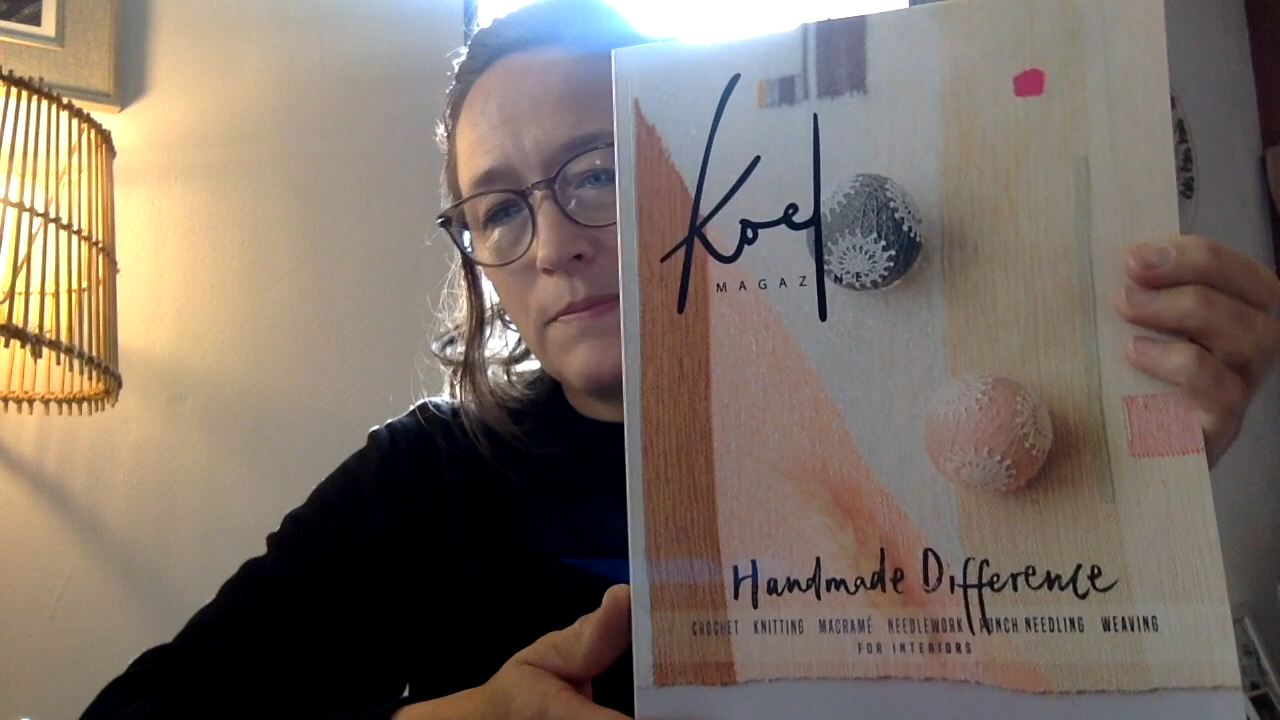 Koel
MAGAZINE
Handmade Difference
CROCHET KNITTING MACRAMÉ NEEDLEWORK PUNCH NEEDLING WEAVING
FOR INTERIORS